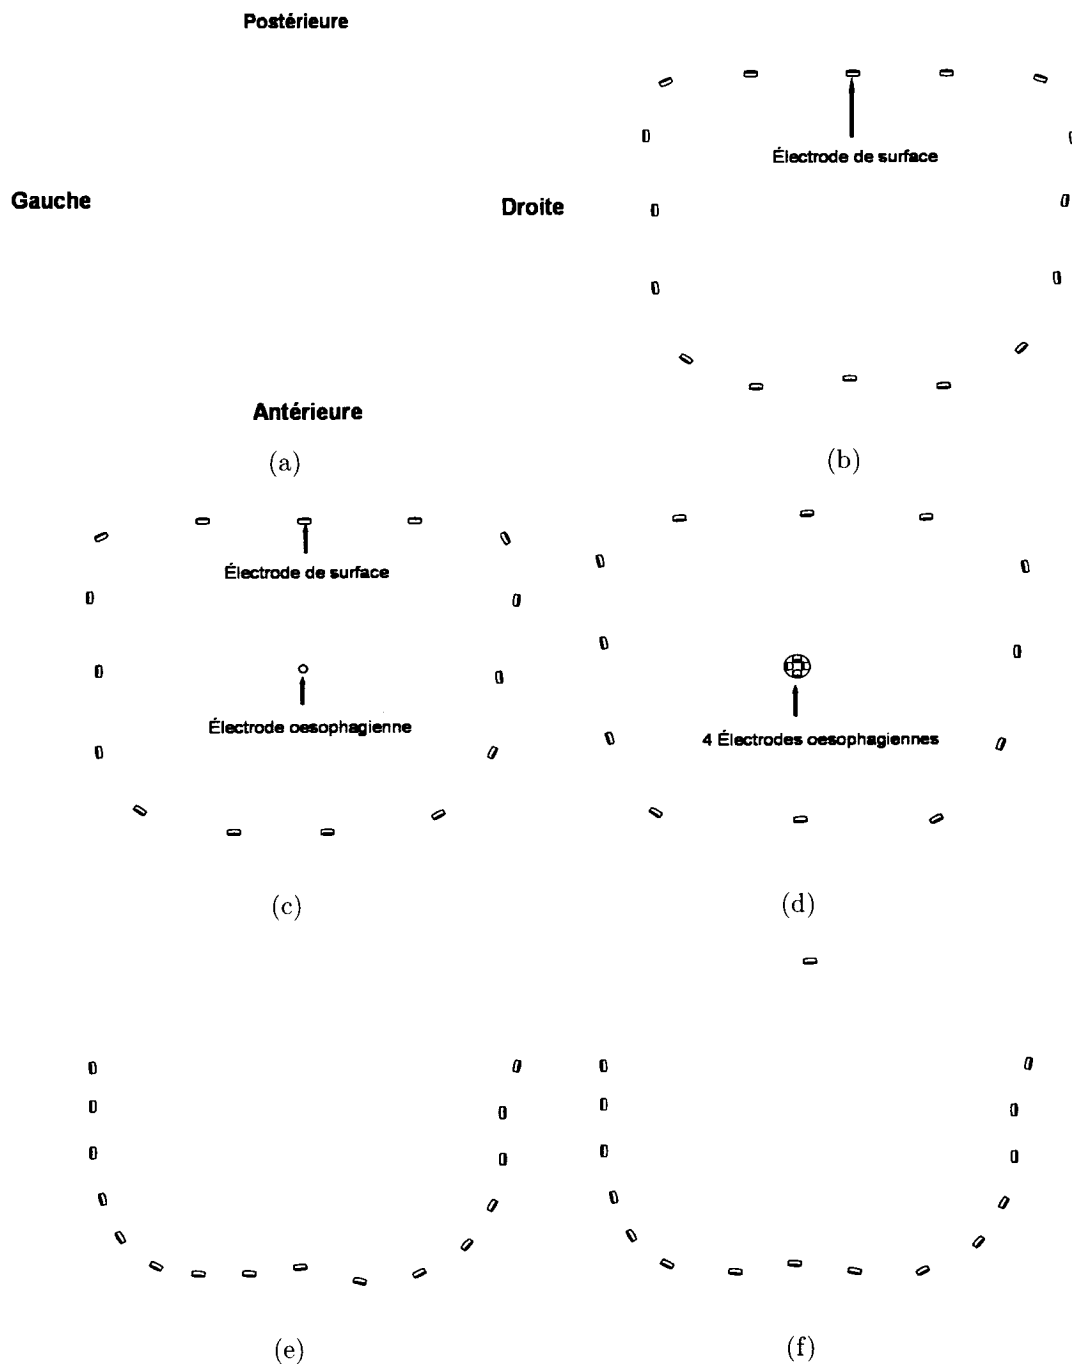 Postérieure
Électrode de surface
Gauche
Droite
Antérieure
(a)
(b)
Électrode de surface
Électrode oesophagienne
4 Électrodes oesophagiennes
(c)
(d)
(e)
(f)